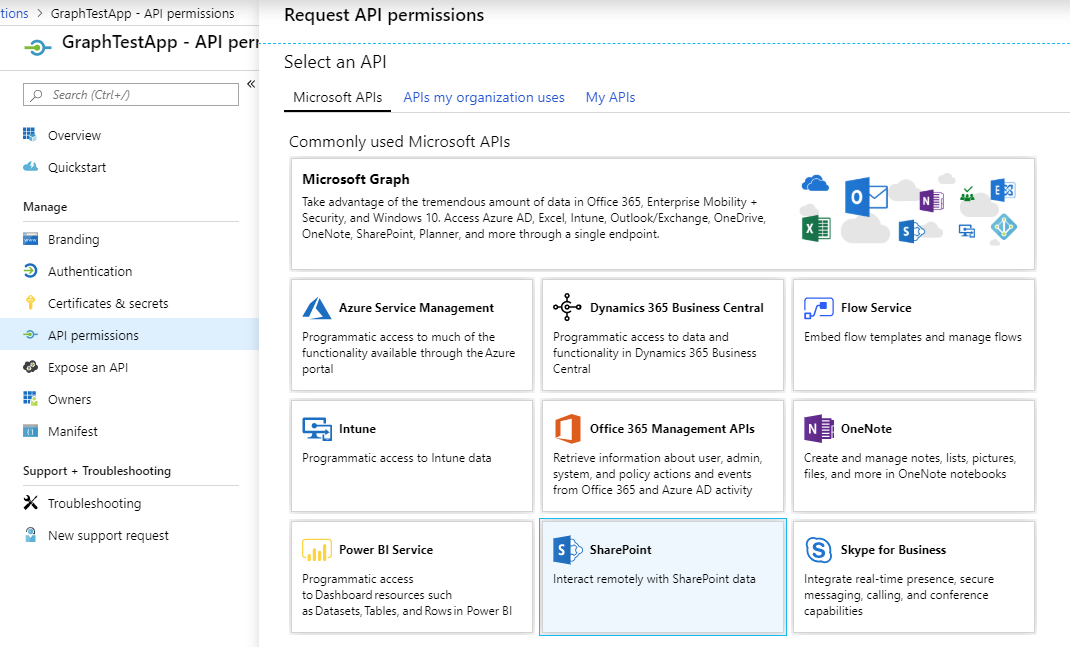 tions > GraphTestApp - API permissions
GraphTestApp - API perr
Search (Ctrl+/)
«
Overview
Quickstart
Manage
Branding
Authentication
Certificates & secrets
API permissions
Expose an API
Owners
Manifest
Support + Troubleshooting
Troubleshooting
New support request
Request API permissions
Select an API
Microsoft APIs APIs my organization uses My APIs
Commonly used Microsoft APIs
Microsoft Graph
Take advantage of the tremendous amount of data in Office 365, Enterprise Mobility +
Security, and Windows 10. Access Azure AD, Excel, Intune, Outlook/Exchange, OneDrive,
OneNote, SharePoint, Planner, and more through a single endpoint.
Azure Service Management
Programmatic access to much of the
functionality available through the Azure
portal
Dynamics 365 Business Central
Programmatic access to data and
functionality in Dynamics 365 Business
Central
Flow Service
Embed flow templates and manage flows
Intune
Programmatic access to Intune data
Office 365 Management APIs
Retrieve information about user, admin,
system, and policy actions and events
from Office 365 and Azure AD activity
OneNote
Create and manage notes, lists, pictures,
files, and more in OneNote notebooks
Power BI Service
Programmatic access
to Dashboard resources such
as Datasets, Tables, and Rows in Power BI
SharePoint
Interact remotely with SharePoint data
Skype for Business
Integrate real-time presence, secure
messaging, calling, and conference
capabilities